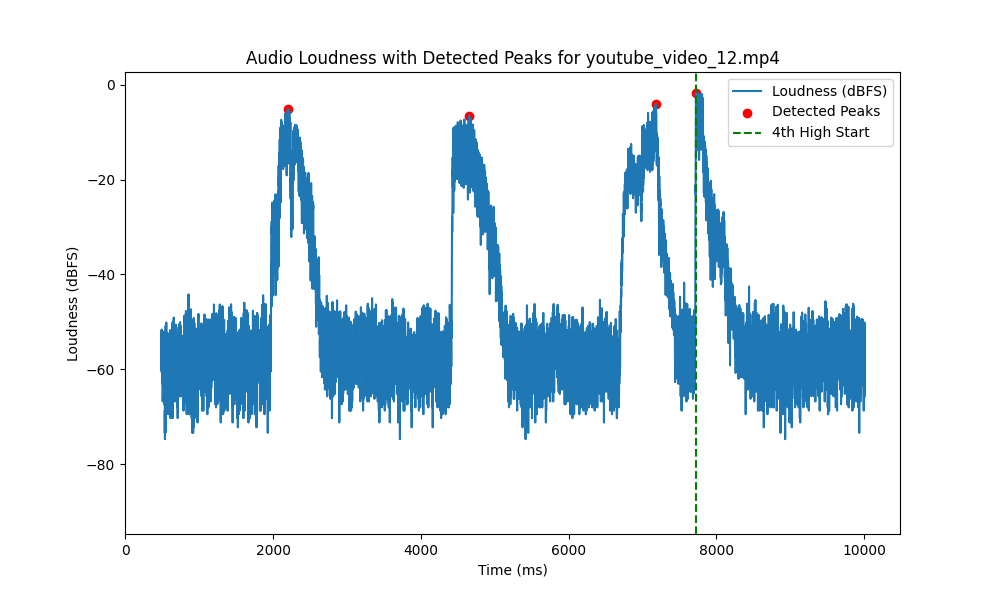 Audio Loudness with Detected Peaks for youtube_video_12.mp4
Loudness (dBFS)
Detected Peaks
4th High Start
0
−20
−40
−60
−80
Loudness (dBFS)
0 2000 4000 6000 8000 10000
Time (ms)